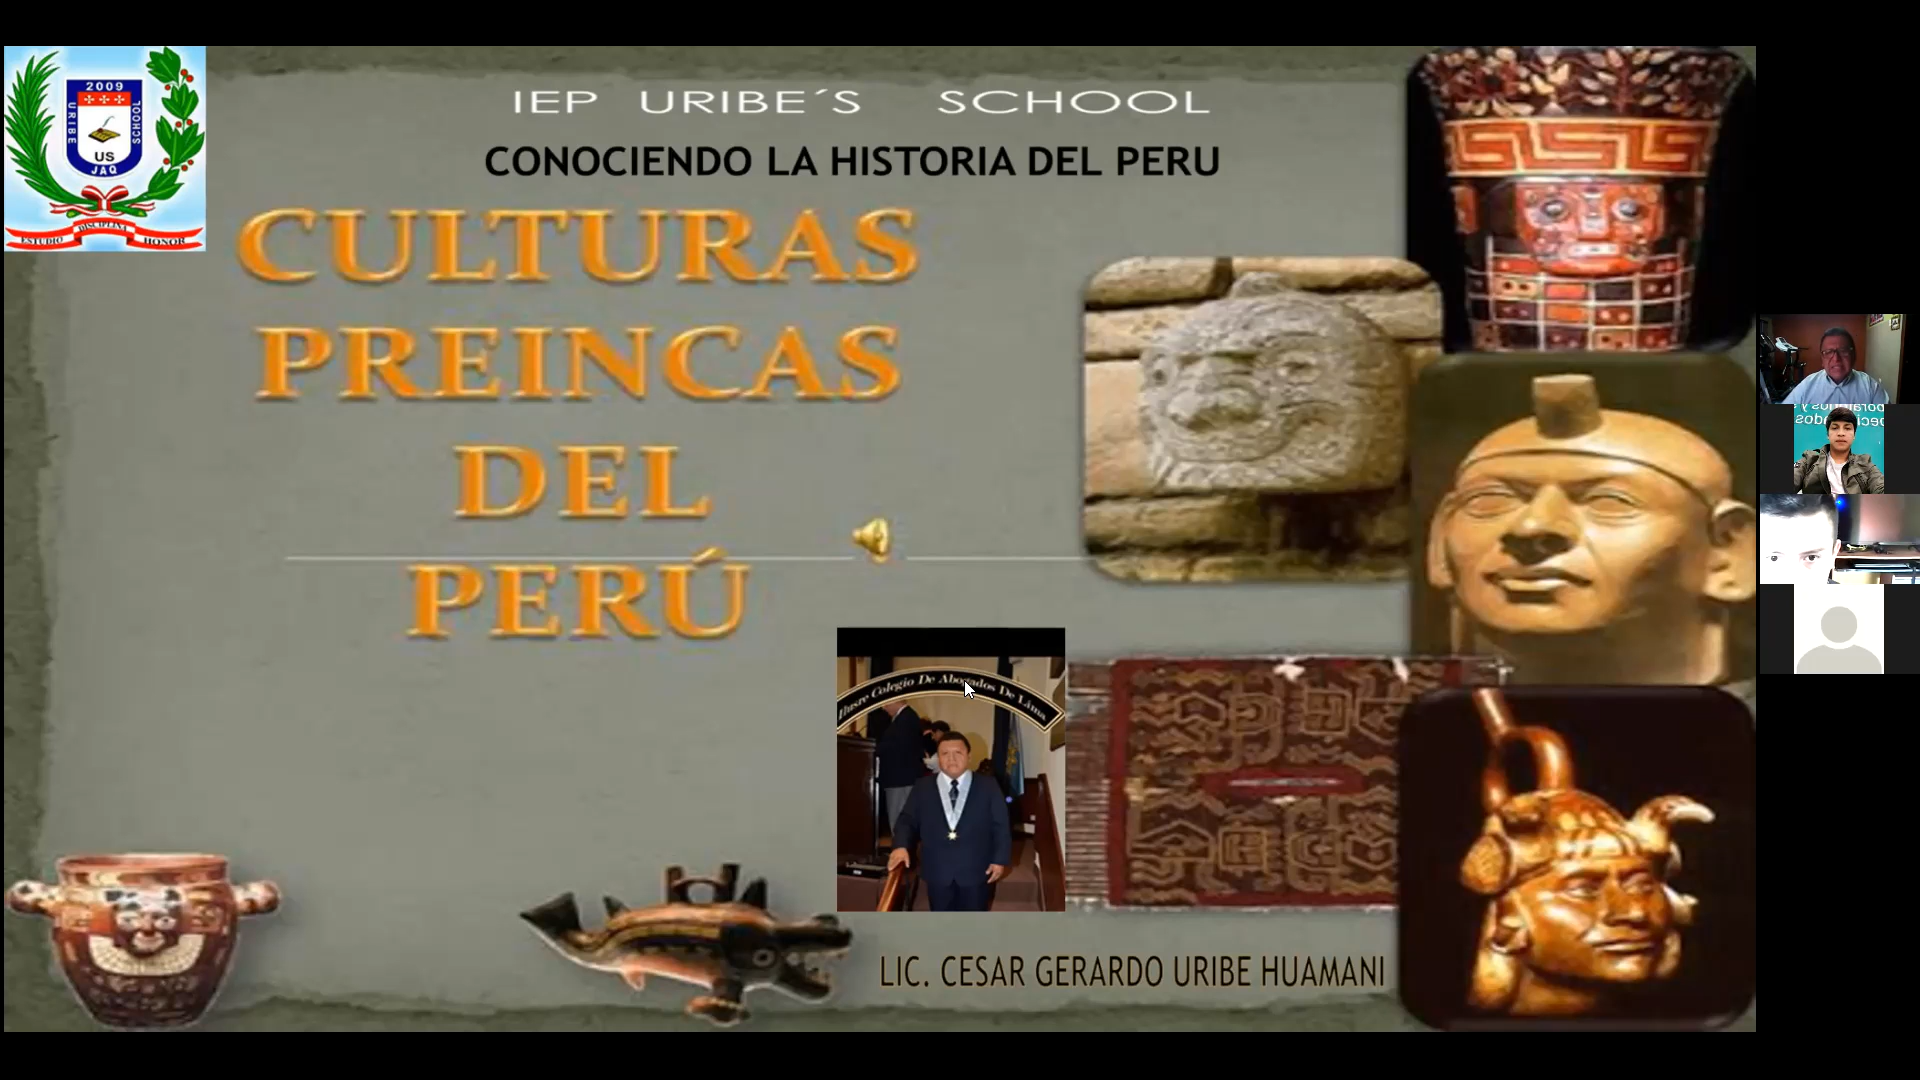 2009
URIBE
SCHOOL
US
JAQ
ESTUDIO DISCIPLINA HONOR
IEP URIBE´S SCHOOL
CONOCIENDO LA HISTORIA DEL PERU
CULTURAS
PREINCAS
DEL
PERÚ
Ilustre Colegio De Abogados De Lima
LIC. CESAR GERARDO URIBE HUAMANI